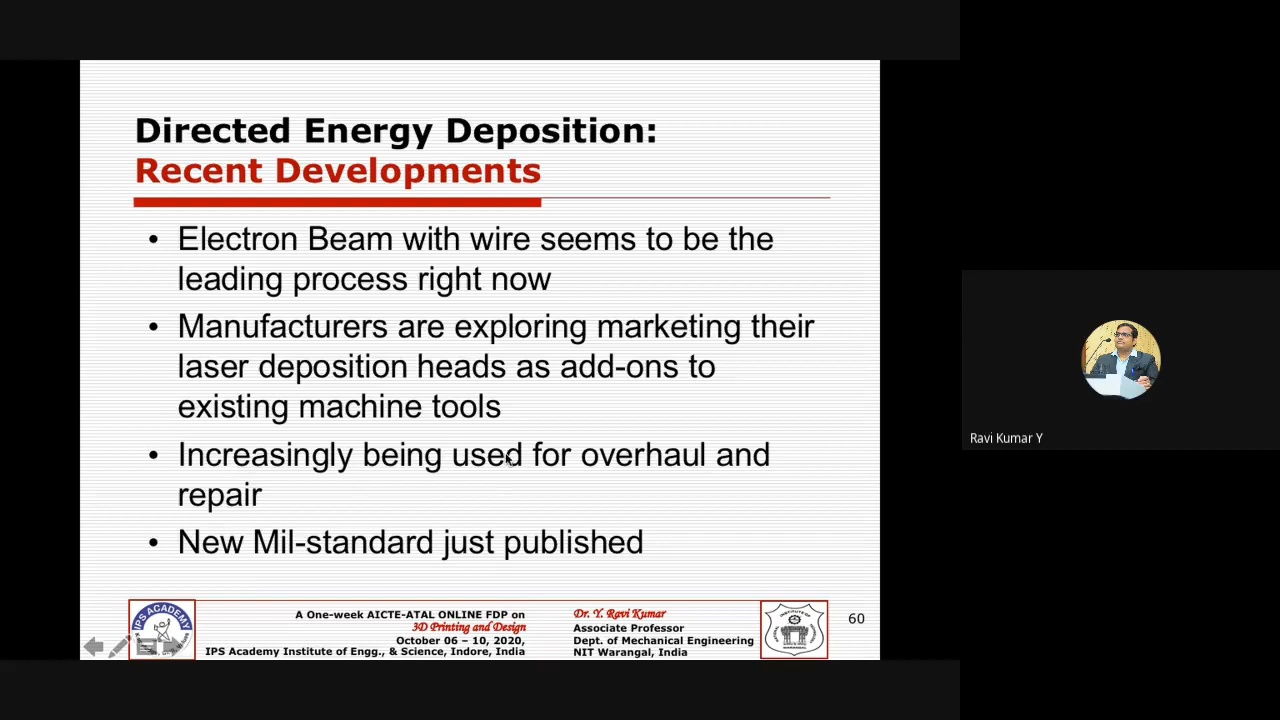 Directed Energy Deposition:
Recent Developments
• Electron Beam with wire seems to be the
leading process right now
• Manufacturers are exploring marketing their
laser deposition heads as add-ons to
existing machine tools
• Increasingly being used for overhaul and
repair
• New Mil-standard just published
IPS ACADEMY
A One-week AICTE-ATAL ONLINE FDP on
3D Printing and Design
October 06 – 10, 2020,
IPS Academy Institute of Engg., & Science, Indore, India
Dr. Y. Ravi Kumar
Associate Professor
Dept. of Mechanical Engineering
NIT Warangal, India
60
Ravi Kumar Y